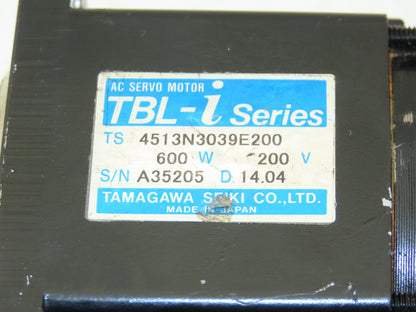 AC SERVO MOTOR
TBL-i Series
TS 4513N3039E200
600 W 200 V
S/N A35205 D. 14.04
TAMAGAWA SEIKI CO.,LTD.
MADE IN JAPAN